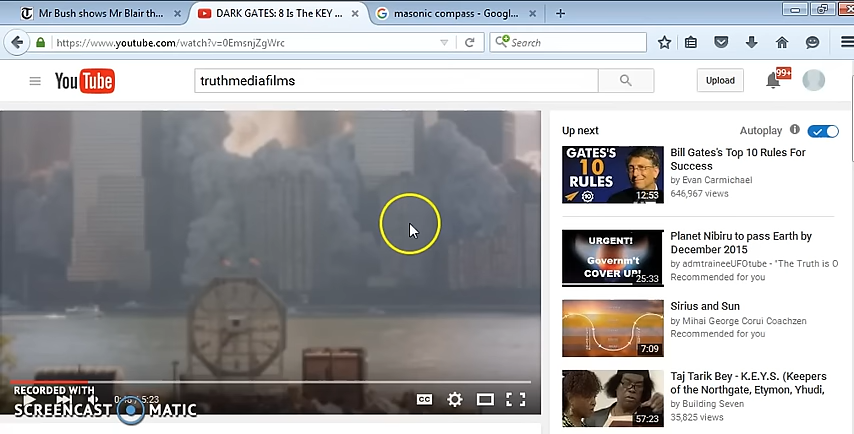 Mr Bush shows Mr Blair th...
DARK GATES: 8 Is The KEY ...
masonic compass - Googl...
https://www.youtube.com/watch?v=0EmsnjZgWrc
Search
YouTube
truthmediafilms
Upload
99+
Up next
Autoplay
GATES'S
10
RULES
12:53
Bill Gates's Top 10 Rules For
Success
by Evan Carmichael
646,967 views
URGENT!
Governm't
COVER UP!
25:33
Planet Nibiru to pass Earth by
December 2015
by admtraineeUFOtube - "The Truth is O
Recommended for you
7:09
Sirius and Sun
by Mihai George Corui Coachzen
Recommended for you
57:23
Taj Tarik Bey - K.E.Y.S. (Keepers
of the Northgate, Etymon, Yhudi,
by Building Seven
35,825 views
RECORDED WITH
SCREENCAST MATIC
5:23
CC